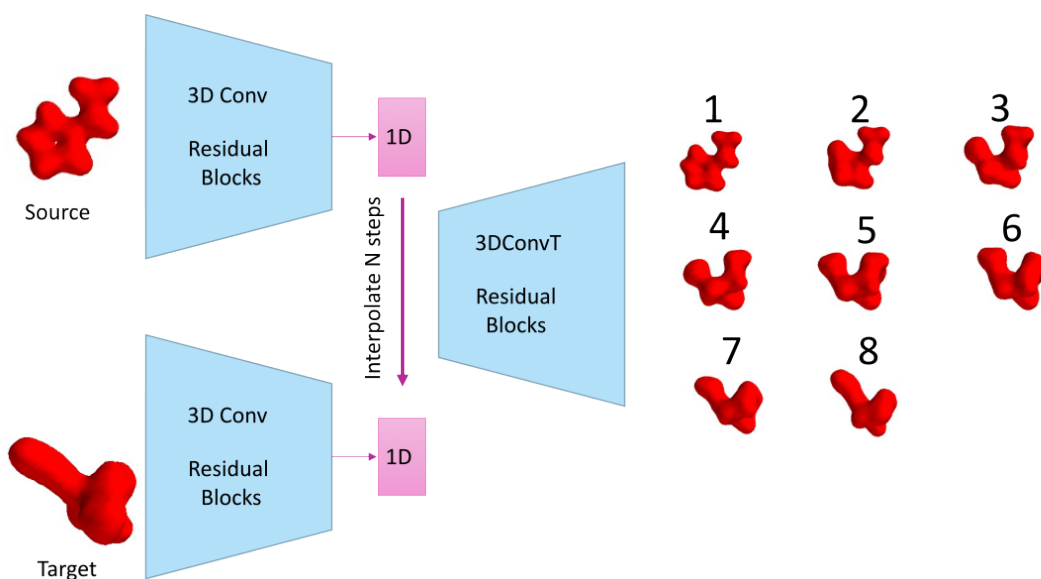 Source
3D Conv
Residual
Blocks
1D
Interpolate N steps
Target
3D Conv
Residual
Blocks
1D
3DConvT
Residual
Blocks
1
2
3
4
5
6
7
8